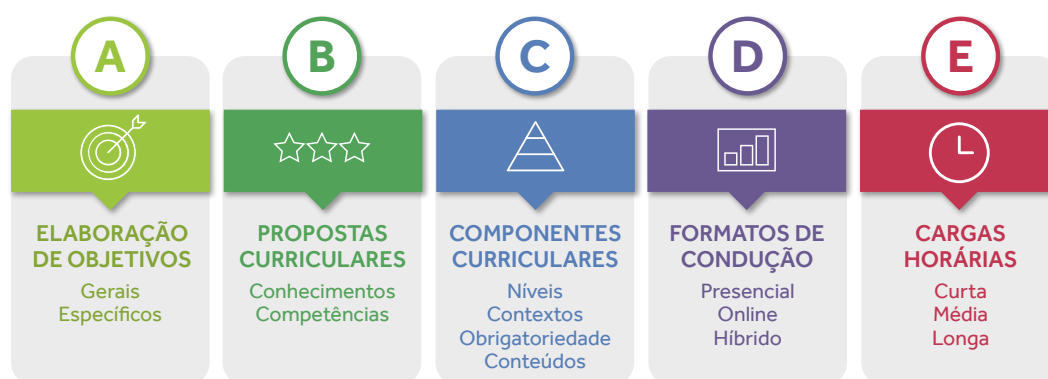 A
ELABORAÇÃO
DE OBJETIVOS
Gerais
Específicos
B
PROPOSTAS
CURRICULARES
Conhecimentos
Competências
C
COMPONENTES
CURRICULARES
Níveis
Contextos
Obrigatoriedade
Conteúdos
D
FORMATOS DE
CONDUÇÃO
Presencial
Online
Híbrido
E
CARGAS
HORÁRIAS
Curta
Média
Longa